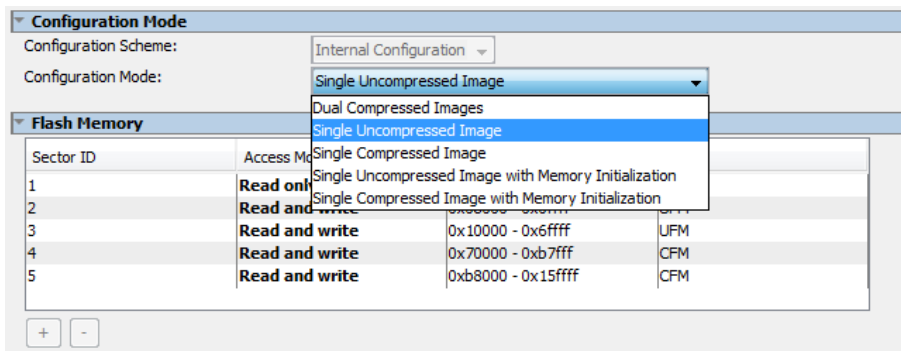 Configuration Mode
Configuration Scheme: Internal Configuration
Configuration Mode: Single Uncompressed Image
Dual Compressed Images
Flash Memory
Single Uncompressed Image
Sector ID Access Mo Single Compressed Image
Single Uncompressed Image with Memory Initialization
1 Read only
Single Compressed Image with Memory Initialization
2 Read and write
3 Read and write 0x10000 - 0x6ffff UFM
4 Read and write 0x70000 - 0xb7fff CFM
5 Read and write 0xb8000 - 0x15ffff CFM
+ -